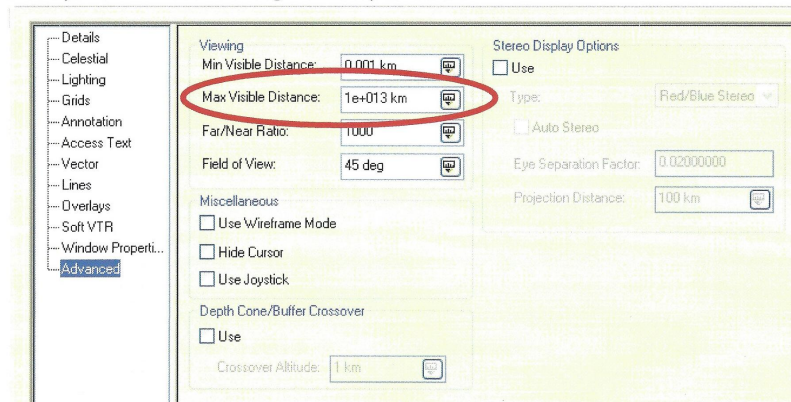 Details
Celestial
Lighting
Grids
Annotation
Access Text
Vector
Lines
Overlays
Soft VTR
Window Properti...
Advanced
Viewing
Min Visible Distance: 0.001 km
Max Visible Distance: 1e+013 km
Far/Near Ratio: 1000
Field of View: 45 deg
Miscellaneous
Use Wireframe Mode
Hide Cursor
Use Joystick
Depth Cone/Buffer Crossover
Use
Crossover Altitude: 1 km
Stereo Display Options
Use
Type: Red/Blue Stereo
Auto Stereo
Eye Separation Factor: 0.02000000
Projection Distance: 100 km